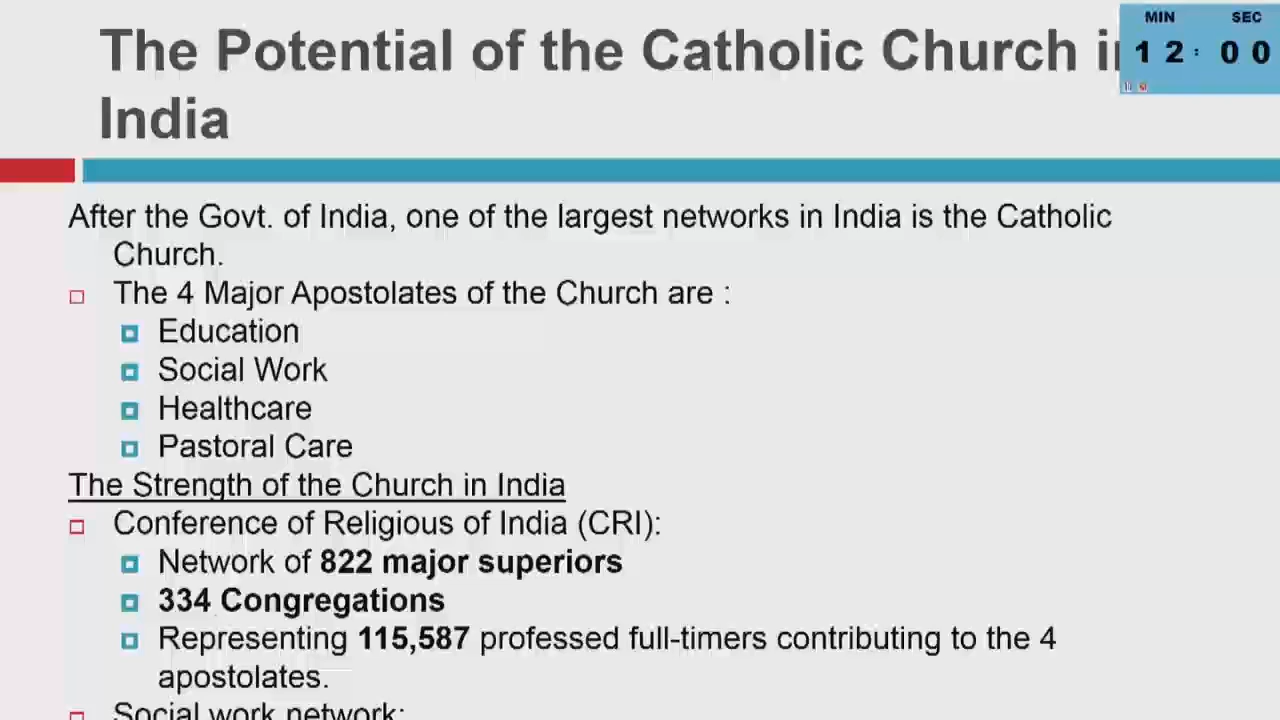 The Potential of the Catholic Church in
India
MIN SEC
12:00
After the Govt. of India, one of the largest networks in India is the Catholic
Church.
The 4 Major Apostolates of the Church are :
Education
Social Work
Healthcare
Pastoral Care
The Strength of the Church in India
Conference of Religious of India (CRI):
Network of 822 major superiors
334 Congregations
Representing 115,587 professed full-timers contributing to the 4
apostolates.
Social work network: